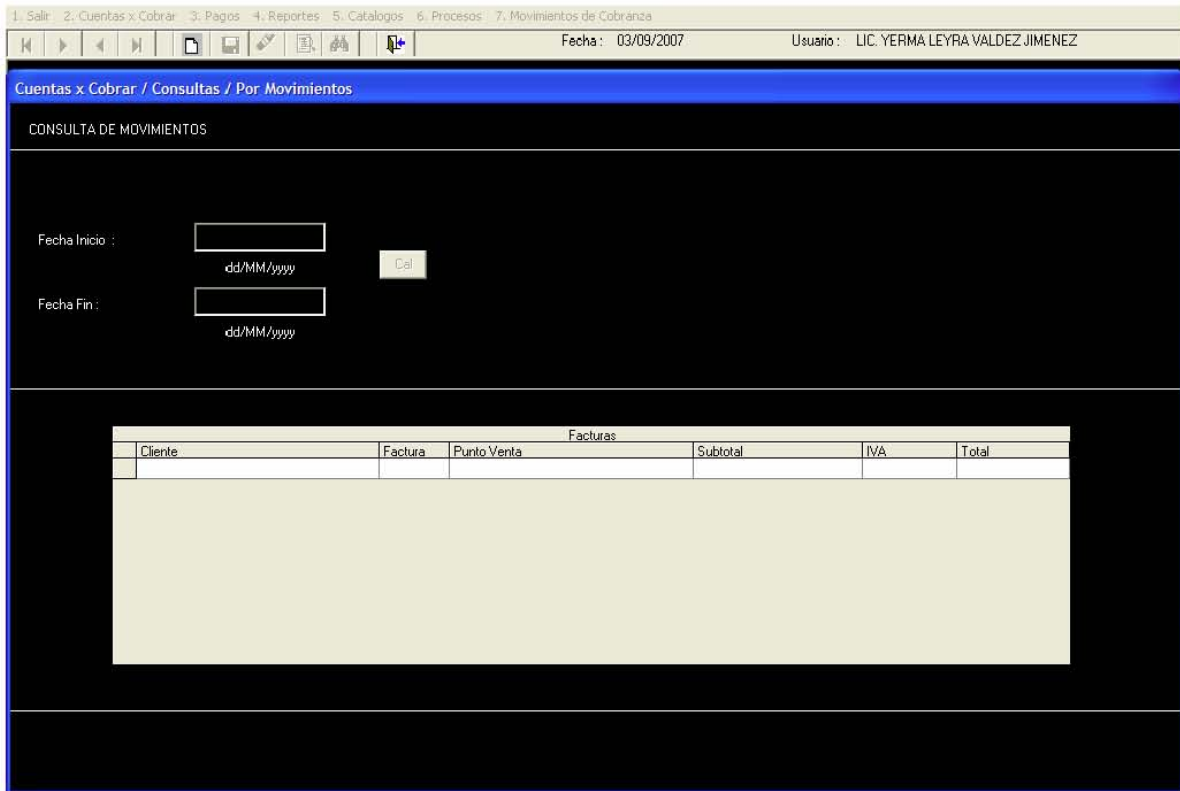 1. Salir 2. Cuentas x Cobrar 3. Pagos 4. Reportes 5. Catalogos 6. Procesos 7. Movimientos de Cobranza
Fecha : 03/09/2007 Usuario : LIC. YERMA LEYRA VALDEZ JIMENEZ
Cuentas x Cobrar / Consultas / Por Movimientos
CONSULTA DE MOVIMIENTOS
Fecha Inicio :
dd/MM/yyyy
Cal
Fecha Fin :
dd/MM/yyyy
Facturas
Cliente Factura Punto Venta Subtotal IVA Total